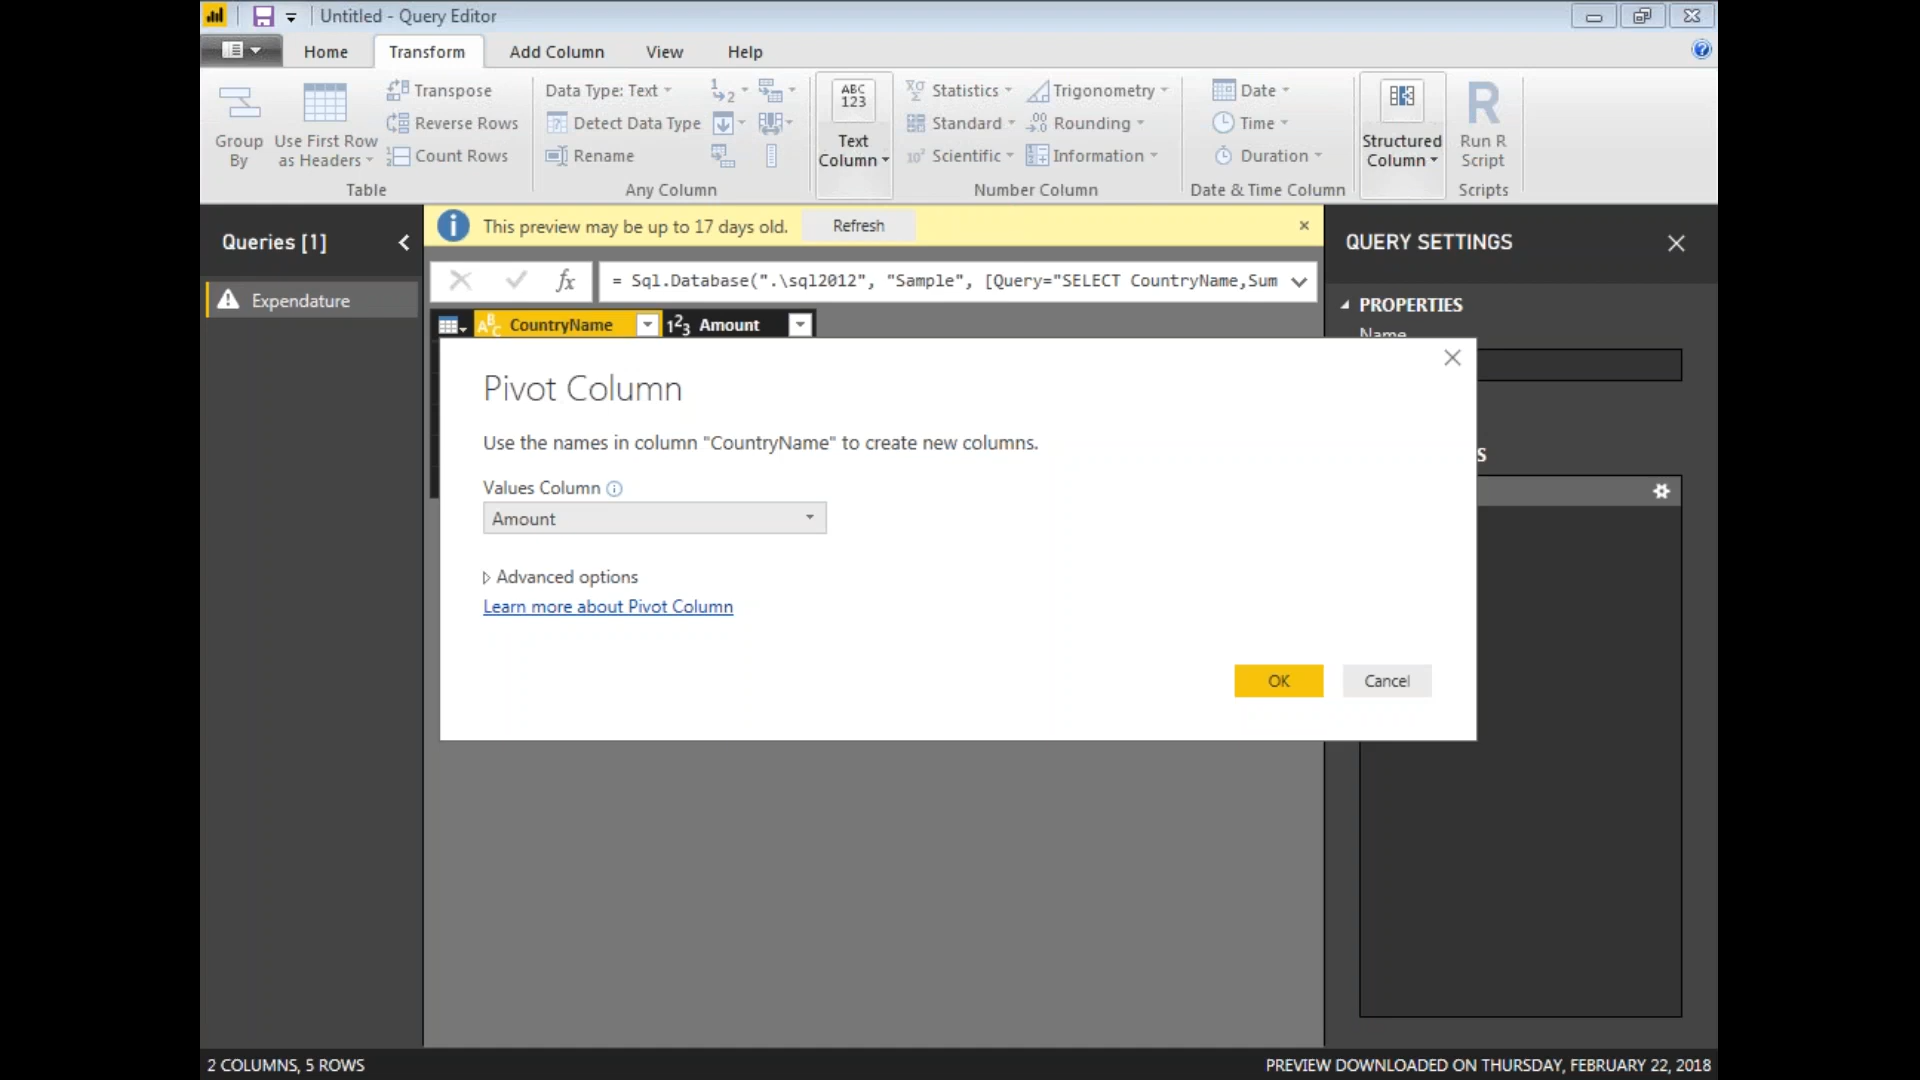 Untitled - Query Editor
Home Transform Add Column View Help
Group By
Use First Row as Headers
Transpose
Reverse Rows
Count Rows
Table
Data Type: Text
Detect Data Type
Rename
Any Column
ABC
123
Text Column
Statistics
Standard
Scientific
Trigonometry
Rounding
Information
Number Column
Date
Time
Duration
Date & Time Column
Structured Column
R
Run R Script
Scripts
Queries [1]
Expendature
This preview may be up to 17 days old. Refresh
fx = Sql.Database(".\sql2012", "Sample", [Query="SELECT CountryName,Sum
CountryName Amount
QUERY SETTINGS
PROPERTIES
Name
S
Pivot Column
Use the names in column "CountryName" to create new columns.
Values Column
Amount
Advanced options
Learn more about Pivot Column
OK Cancel
2 COLUMNS, 5 ROWS
PREVIEW DOWNLOADED ON THURSDAY, FEBRUARY 22, 2018